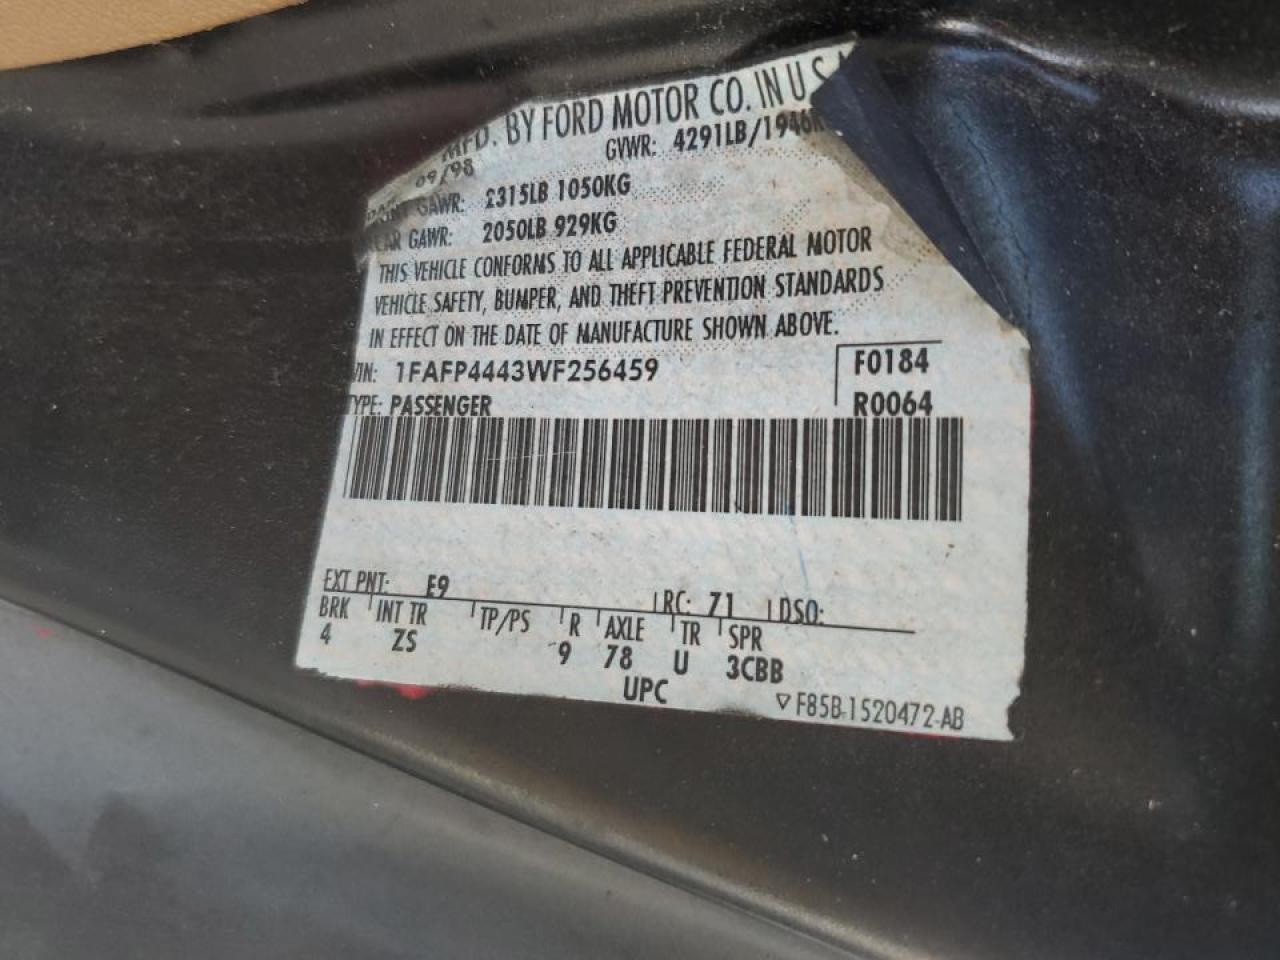 MFD. BY FORD MOTOR CO. IN U.S.A
09/98 GVWR: 4291LB/1946K
GAWR: 2315LB 1050KG
GAWR: 2050LB 929KG
THIS VEHICLE CONFORMS TO ALL APPLICABLE FEDERAL MOTOR
VEHICLE SAFETY, BUMPER, AND THEFT PREVENTION STANDARDS
IN EFFECT ON THE DATE OF MANUFACTURE SHOWN ABOVE.
VIN: 1FAFP4443WF256459 F0184
TYPE: PASSENGER R0064
EXT PNT: E9 RC: 71 DSO:
BRK INT TR TP/PS R AXLE TR SPR
4 ZS 9 78 U 3CBB
UPC ▽F85B-1520472-AB